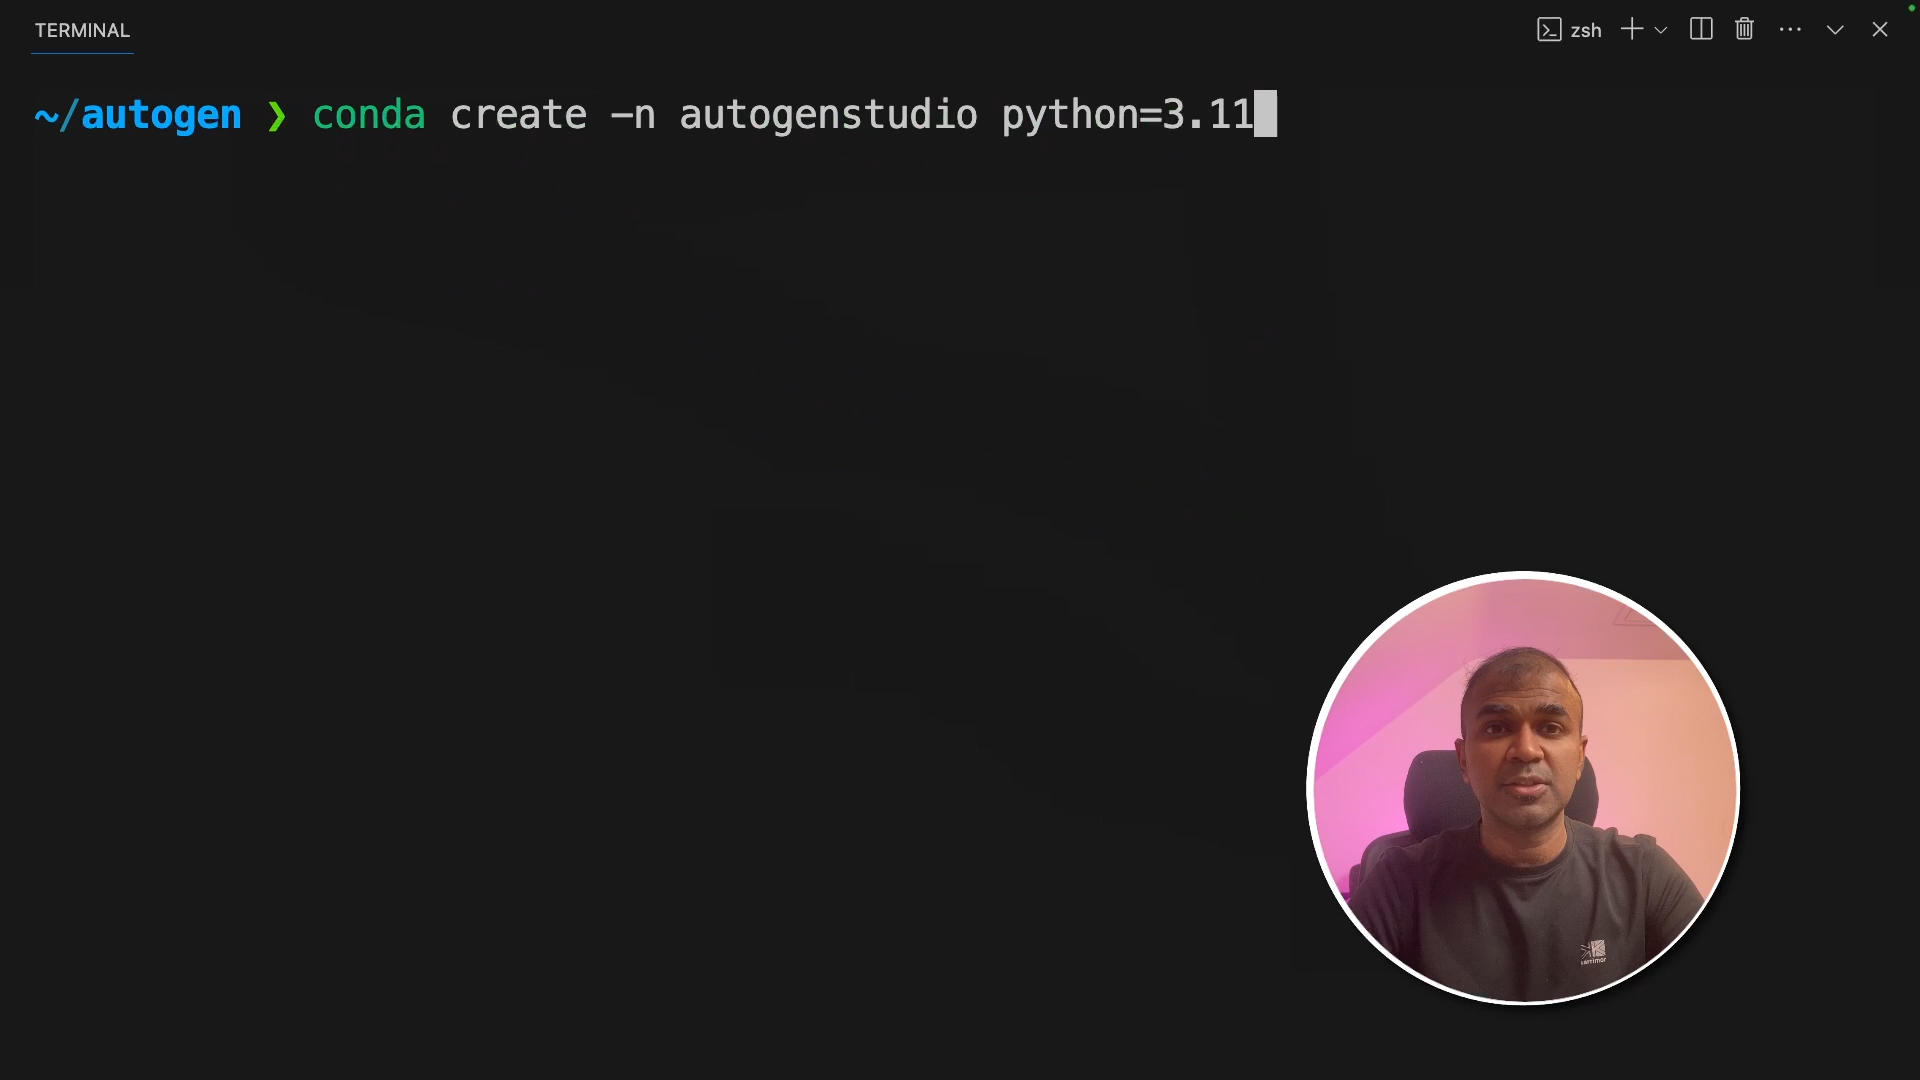 TERMINAL
zsh
~/autogen ❯ conda create -n autogenstudio python=3.11